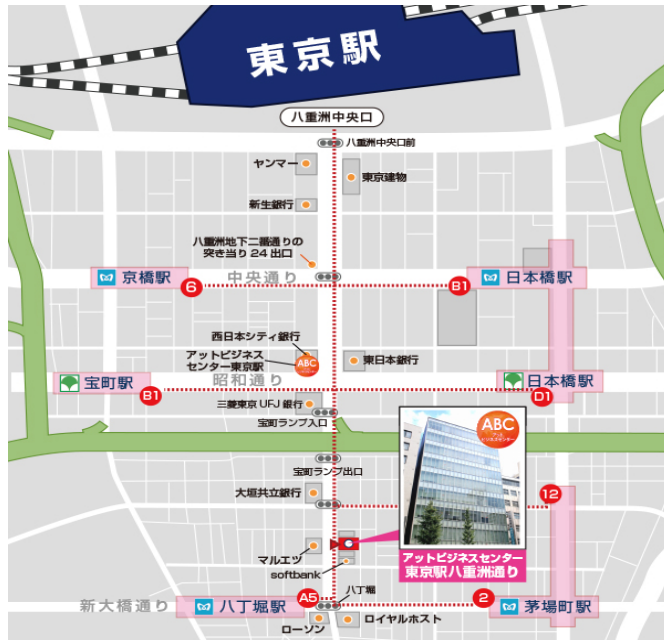 東京駅
八重洲中央口
八重洲中央口前
ヤンマー
東京建物
新生銀行
八重洲地下二番通りの
突き当り 24 出口
京橋駅
6
中央通り
B1
日本橋駅
西日本シティ銀行
アットビジネス
センター東京駅
ABC
東日本銀行
宝町駅
B1
昭和通り
日本橋駅
D1
三菱東京 UFJ 銀行
宝町ランプ入口
ABC
宝町ランプ出口
大垣共立銀行
12
マルエツ
softbank
アットビジネスセンター
東京駅八重洲通り
新大橋通り
八丁堀駅
A5
八丁堀
2
茅場町駅
ローソン
ロイヤルホスト